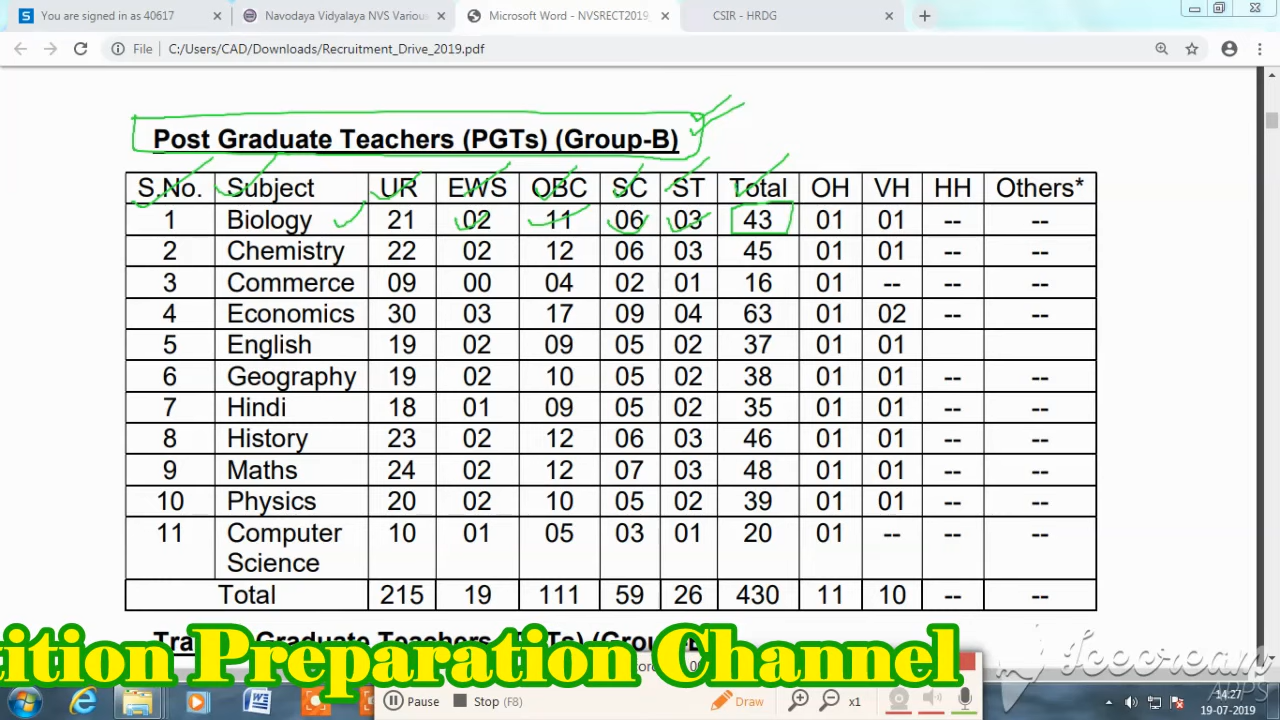 You are signed in as 40617
Navodaya Vidyalaya NVS Variou
Microsoft Word - NVSRECT2019
CSIR - HRDG
File C:/Users/CAD/Downloads/Recruitment_Drive_2019.pdf
Post Graduate Teachers (PGTs) (Group-B)
S.No. Subject UR EWS OBC SC ST Total OH VH HH Others*
1 Biology 21 02 11 06 03 43 01 01 -- --
2 Chemistry 22 02 12 06 03 45 01 01 -- --
3 Commerce 09 00 04 02 01 16 01 -- -- --
4 Economics 30 03 17 09 04 63 01 02 -- --
5 English 19 02 09 05 02 37 01 01
6 Geography 19 02 10 05 02 38 01 01 -- --
7 Hindi 18 01 09 05 02 35 01 01 -- --
8 History 23 02 12 06 03 46 01 01 -- --
9 Maths 24 02 12 07 03 48 01 01 -- --
10 Physics 20 02 10 05 02 39 01 01 -- --
11 Computer Science 10 01 05 03 01 20 01 -- -- --
Total 215 19 111 59 26 430 11 10 -- --
Graduate Teachers
tition Preparation Channel
Icecream
APPS
Pause Stop (F8) Draw x1
14:27
19-07-2019